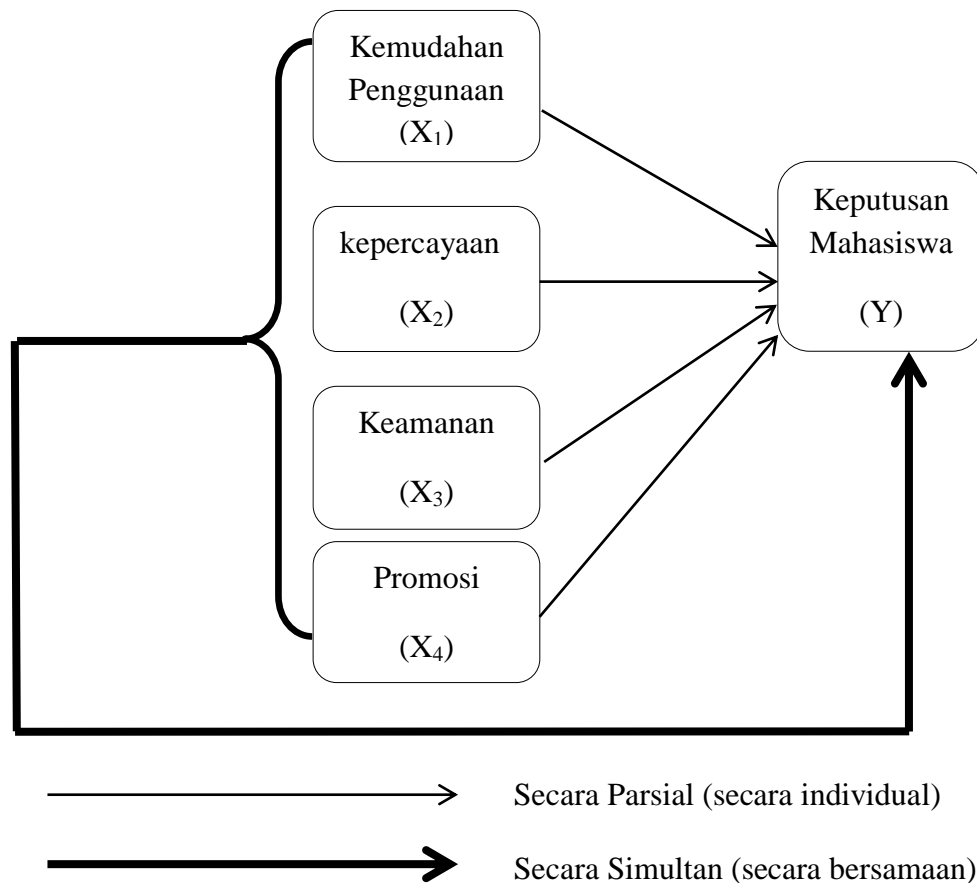 Kemudahan
Penggunaan
(X₁)
Keputusan
Mahasiswa
(Y)
kepercayaan
(X₂)
Keamanan
(X₃)
Promosi
(X₄)
Secara Parsial (secara individual)
Secara Simultan (secara bersamaan)